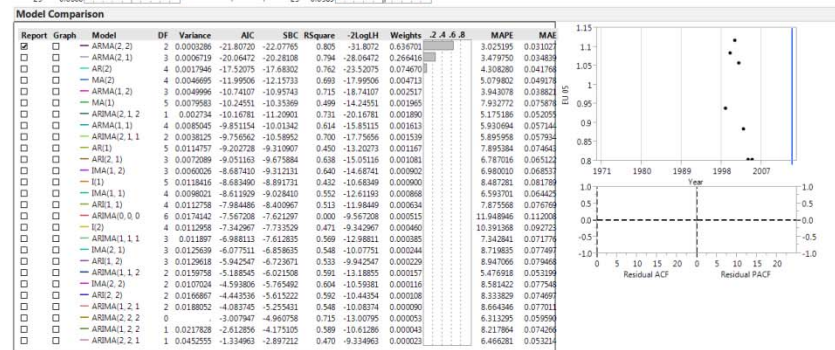 Model Comparison
Report Graph Model DF Variance AIC SBC RSquare -2LogLH Weights .2 .4 .6 .8 MAPE MAE
ARMA(2, 2) 2 0.0003286 -21.80720 -22.07765 0.805 -31.8072 0.636701 3.025195 0.031027
ARMA(2, 1) 3 0.0006719 -20.06472 -20.28108 0.794 -28.06472 0.266416 3.479750 0.034839
AR(2) 4 0.0017946 -17.52075 -17.68302 0.762 -23.52075 0.074670 4.308280 0.041768
MA(2) 4 0.0046695 -11.99506 -12.15733 0.693 -17.99506 0.004713 5.079802 0.049178
ARMA(1, 2) 3 0.0049996 -10.74107 -10.95743 0.715 -18.74107 0.002517 3.943078 0.038821
MA(1) 5 0.0079583 -10.24551 -10.35369 0.499 -14.24551 0.001965 7.932772 0.075878
ARIMA(2, 1, 2 1 0.002734 -10.16781 -11.20901 0.731 -20.16781 0.001890 5.175186 0.052055
ARMA(1, 1) 4 0.0085045 -9.851154 -10.01342 0.614 -15.85115 0.001613 5.930694 0.057144
ARIMA(2, 1, 1 2 0.0038125 -9.756562 -10.58952 0.700 -17.75656 0.001539 5.895958 0.057934
AR(1) 5 0.0114757 -9.202728 -9.310907 0.450 -13.20273 0.001167 7.895384 0.074643
ARI(2, 1) 3 0.0072089 -9.051163 -9.675884 0.638 -15.05116 0.001081 6.787016 0.065122
IMA(1, 2) 3 0.0060026 -8.687410 -9.312131 0.640 -14.68741 0.000902 6.980010 0.068537
I(1) 5 0.0118416 -8.683490 -8.891731 0.432 -10.68349 0.000900 8.487281 0.081789
IMA(1, 1) 4 0.0098021 -8.611929 -9.028410 0.552 -12.61193 0.000868 6.593701 0.064425
ARI(1, 1) 4 0.0112758 -7.984486 -8.400967 0.513 -11.98449 0.000634 7.875568 0.076769
ARIMA(0, 0, 0 6 0.0174142 -7.567208 -7.621297 0.000 -9.567208 0.000515 11.948946 0.112008
I(2) 4 0.0112958 -7.342967 -7.733529 0.471 -9.342967 0.000460 10.391368 0.092723
ARIMA(1, 1, 1 3 0.011897 -6.988113 -7.612835 0.569 -12.98811 0.000385 7.342841 0.071776
IMA(2, 1) 3 0.0125639 -6.077511 -6.858635 0.548 -10.07751 0.000244 8.719835 0.077497
ARI(1, 2) 3 0.0129618 -5.942547 -6.723671 0.533 -9.942547 0.000229 8.947066 0.079468
ARIMA(1, 1, 2 2 0.0159758 -5.188545 -6.021508 0.591 -13.18855 0.000157 5.476918 0.053199
IMA(2, 2) 2 0.0107024 -4.593806 -5.765492 0.604 -10.59381 0.000116 8.581422 0.077548
ARI(2, 2) 2 0.0166867 -4.443536 -5.615222 0.592 -10.44354 0.000108 8.333829 0.074697
ARIMA(1, 2, 1 2 0.0188052 -4.083745 -5.255431 0.548 -10.08374 0.000090 8.664346 0.077011
ARIMA(2, 2, 2 0 . -3.007947 -4.960758 0.715 -13.00795 0.000053 6.313295 0.059590
ARIMA(1, 2, 2 1 0.0217828 -2.612856 -4.175105 0.589 -10.61286 0.000043 8.217864 0.074266
ARIMA(2, 2, 1 1 0.0452555 -1.334963 -2.897212 0.470 -9.334963 0.000023 6.466281 0.053214
1.15
1.1
1.05
1
0.95
0.9
0.85
0.8
EU 05
1971 1980 1989 1998 2007
Year
1.0 1.0
0.5 0.5
0.0 0.0
-0.5 -0.5
-1.0 -1.0
0 5 10 15 20 0 5 10 15 20
Residual ACF Residual PACF